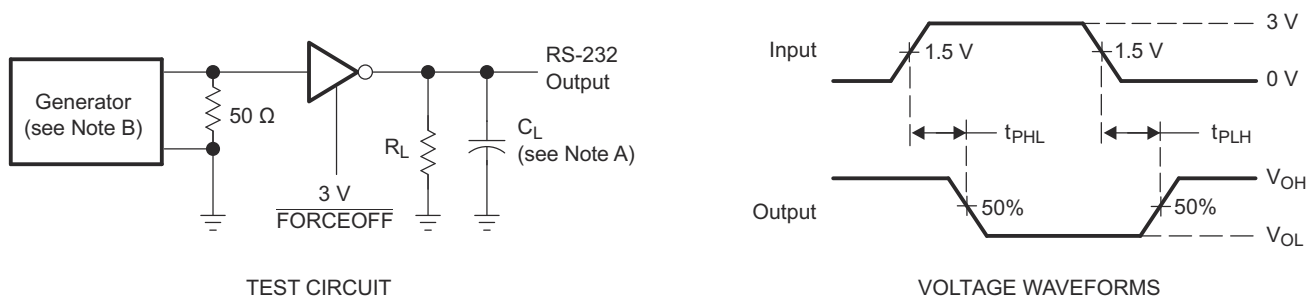 Generator
(see Note B)
50 Ω
3 V
FORCEOFF
RS-232
Output
R_L
C_L
(see Note A)
TEST CIRCUIT
Input
1.5 V
1.5 V
3 V
0 V
t_PHL
t_PLH
Output
50%
50%
V_OH
V_OL
VOLTAGE WAVEFORMS